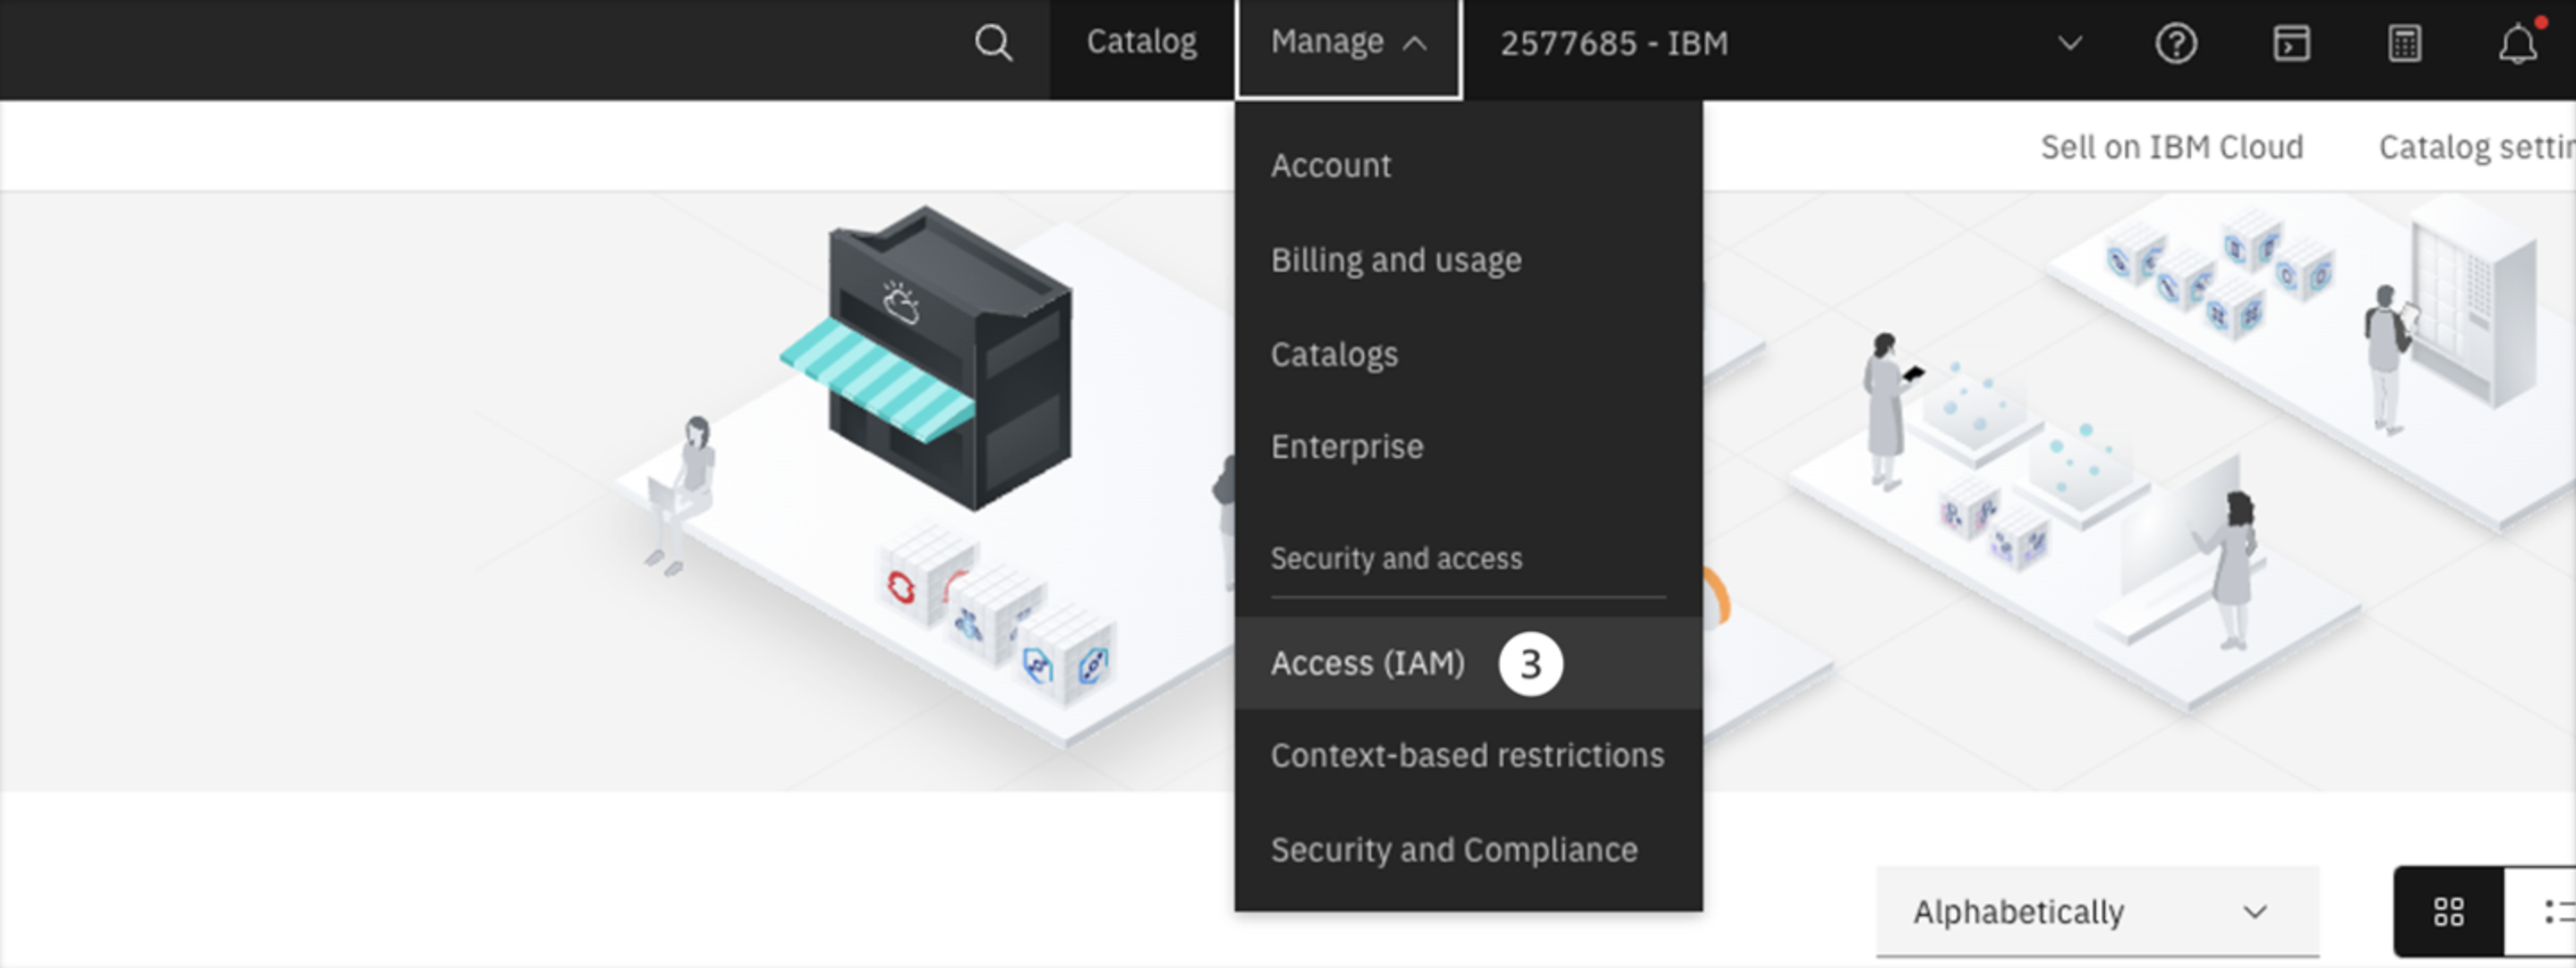 Catalog
Manage
2577685 - IBM
Sell on IBM Cloud
Catalog settin
Account
Billing and usage
Catalogs
Enterprise
Security and access
Access (IAM) 3
Context-based restrictions
Security and Compliance
Alphabetically